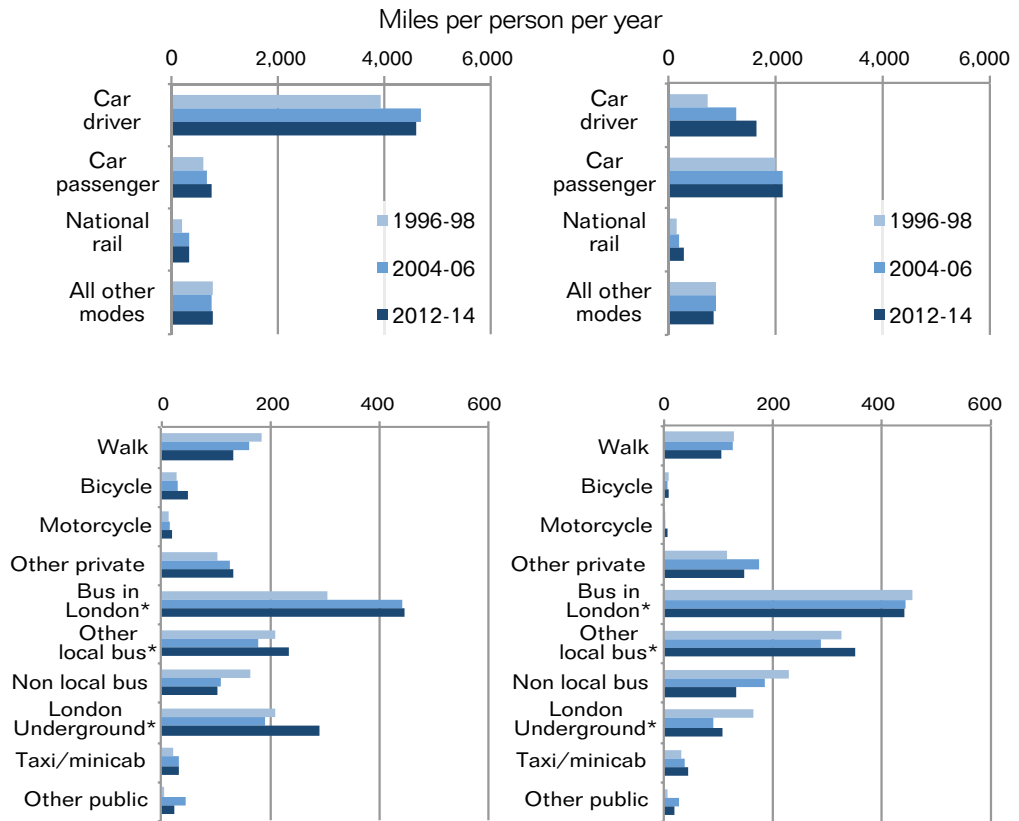 Miles per person per year
0 2,000 4,000 6,000
Car
driver
Car
passenger
National
rail
All other
modes
1996-98
2004-06
2012-14
0 2,000 4,000 6,000
Car
driver
Car
passenger
National
rail
All other
modes
1996-98
2004-06
2012-14
0 200 400 600
Walk
Bicycle
Motorcycle
Other private
Bus in
London*
Other
local bus*
Non local bus
London
Underground*
Taxi/minicab
Other public
0 200 400 600
Walk
Bicycle
Motorcycle
Other private
Bus in
London*
Other
local bus*
Non local bus
London
Underground*
Taxi/minicab
Other public